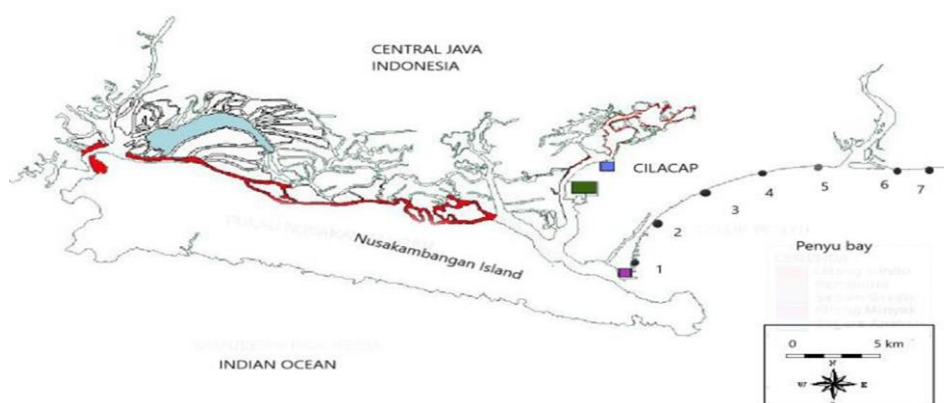 CENTRAL JAVA
INDONESIA
CILACAP
1
2
3
4
5
6
7
Penyu bay
Nusakambangan Island
INDIAN OCEAN
0 5 km
N
W E
S